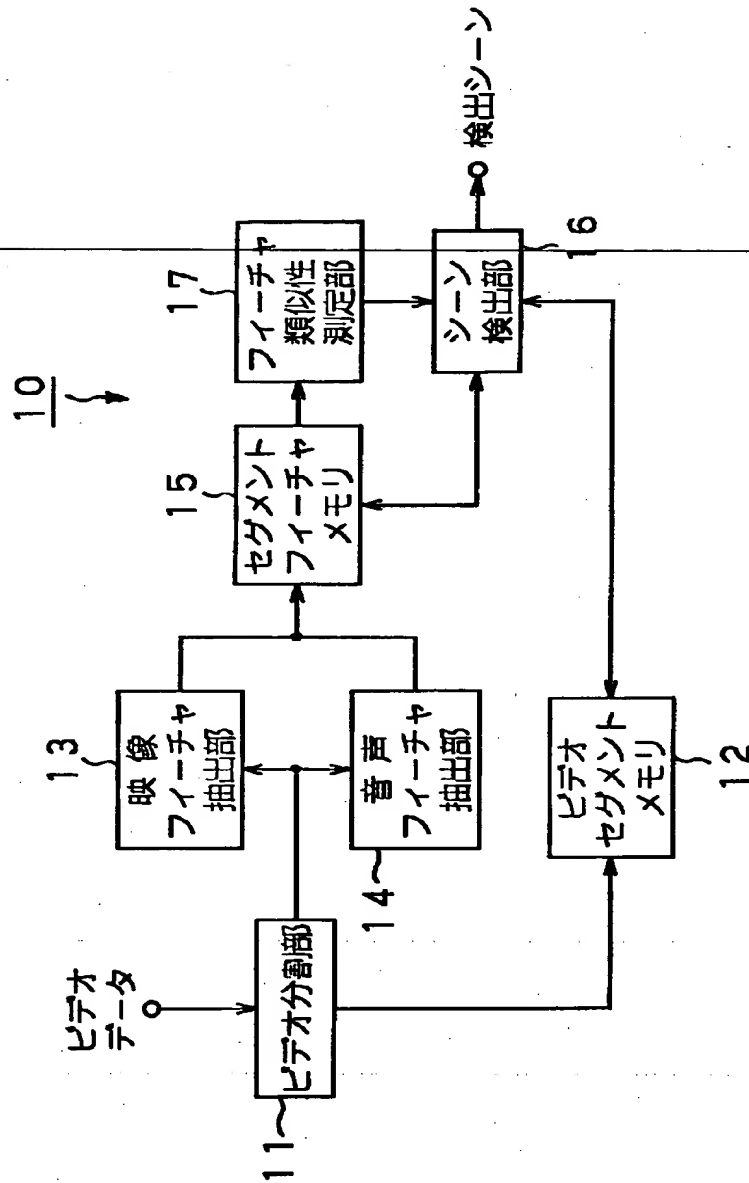 10
ビデオ
データ
11
ビデオ分割部
13
映像
フィーチャ
抽出部
14
音声
フィーチャ
抽出部
15
セグメント
フィーチャ
メモリ
17
フィーチャ
類似性
測定部
シーン
検出部
16
検出シーン
ビデオ
セグメント
メモリ
12